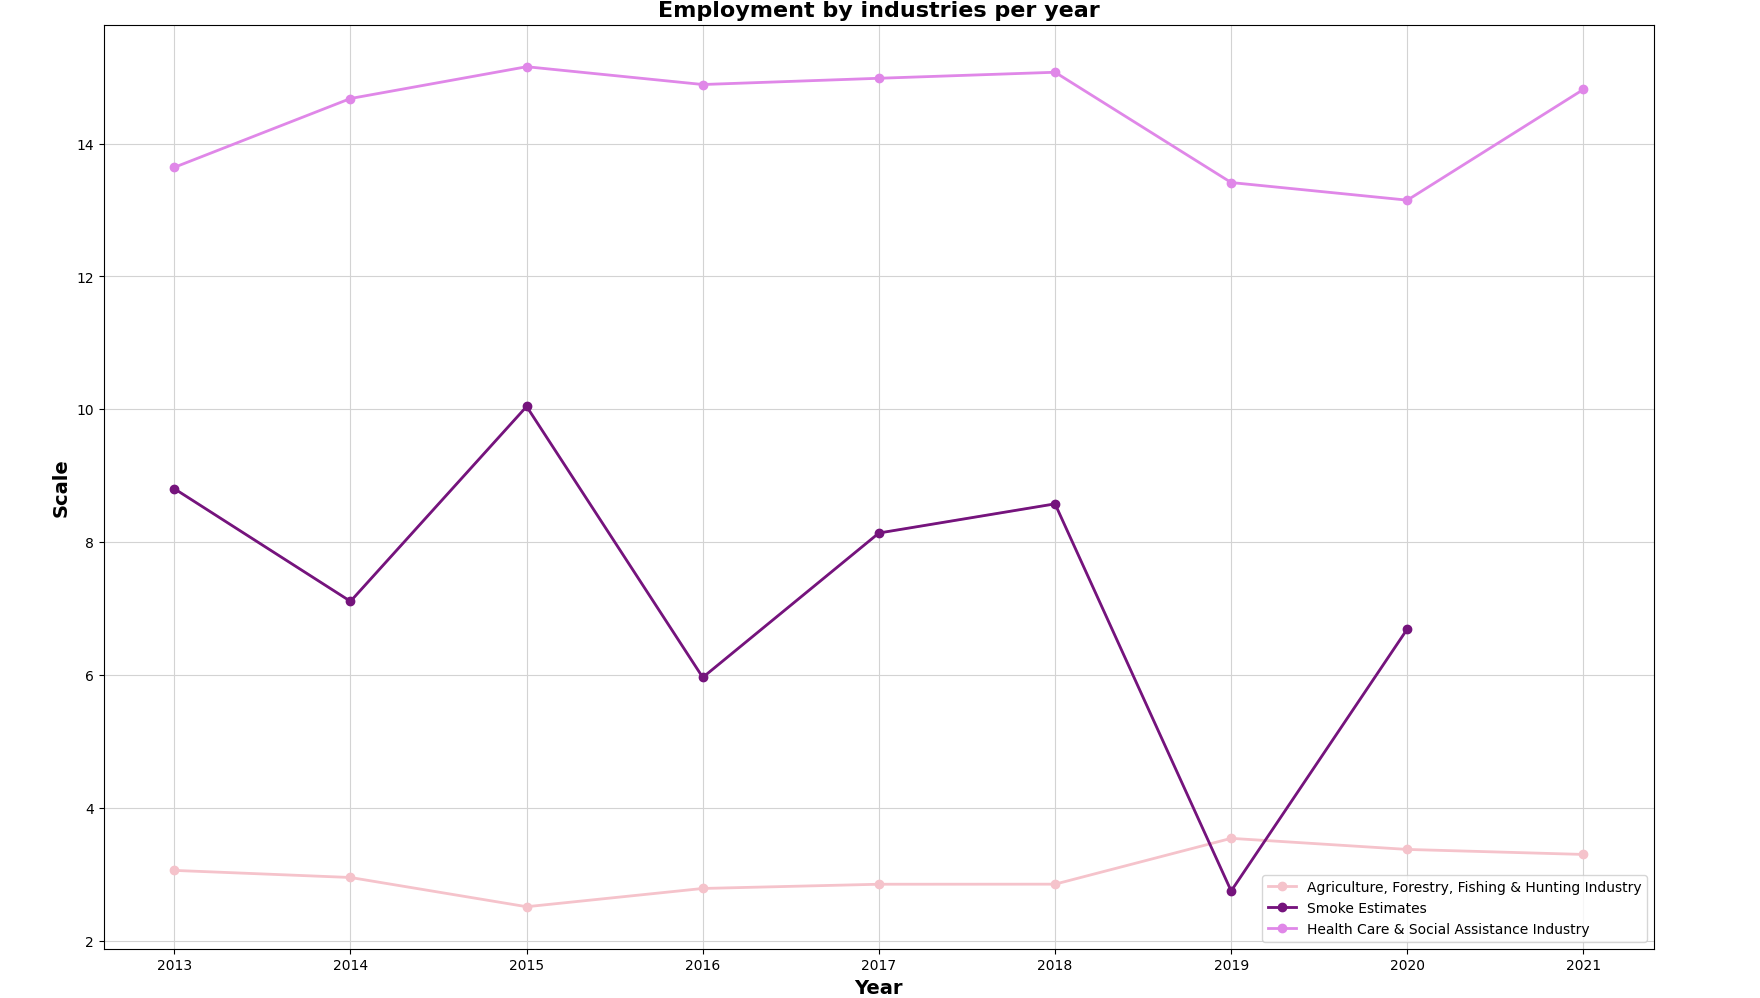 Employment by industries per year
Scale
14
12
10
8
6
4
2
2013 2014 2015 2016 2017 2018 2019 2020 2021
Year
Agriculture, Forestry, Fishing & Hunting Industry
Smoke Estimates
Health Care & Social Assistance Industry